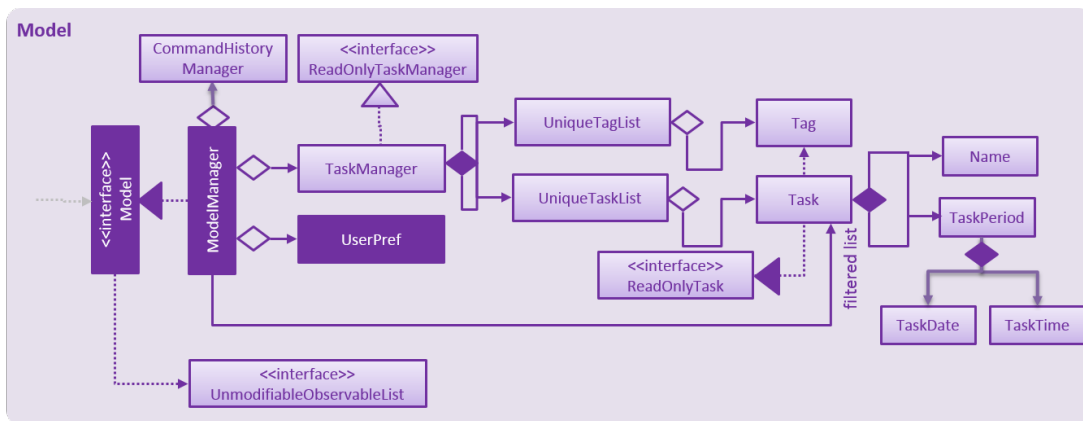 Model
CommandHistory
Manager
<<interface>>
ReadOnlyTaskManager
<<interface>>
Model
ModelManager
TaskManager
UserPref
UniqueTagList
UniqueTaskList
Tag
Task
Name
TaskPeriod
<<interface>>
ReadOnlyTask
filtered list
TaskDate
TaskTime
<<interface>>
UnmodifiableObservableList